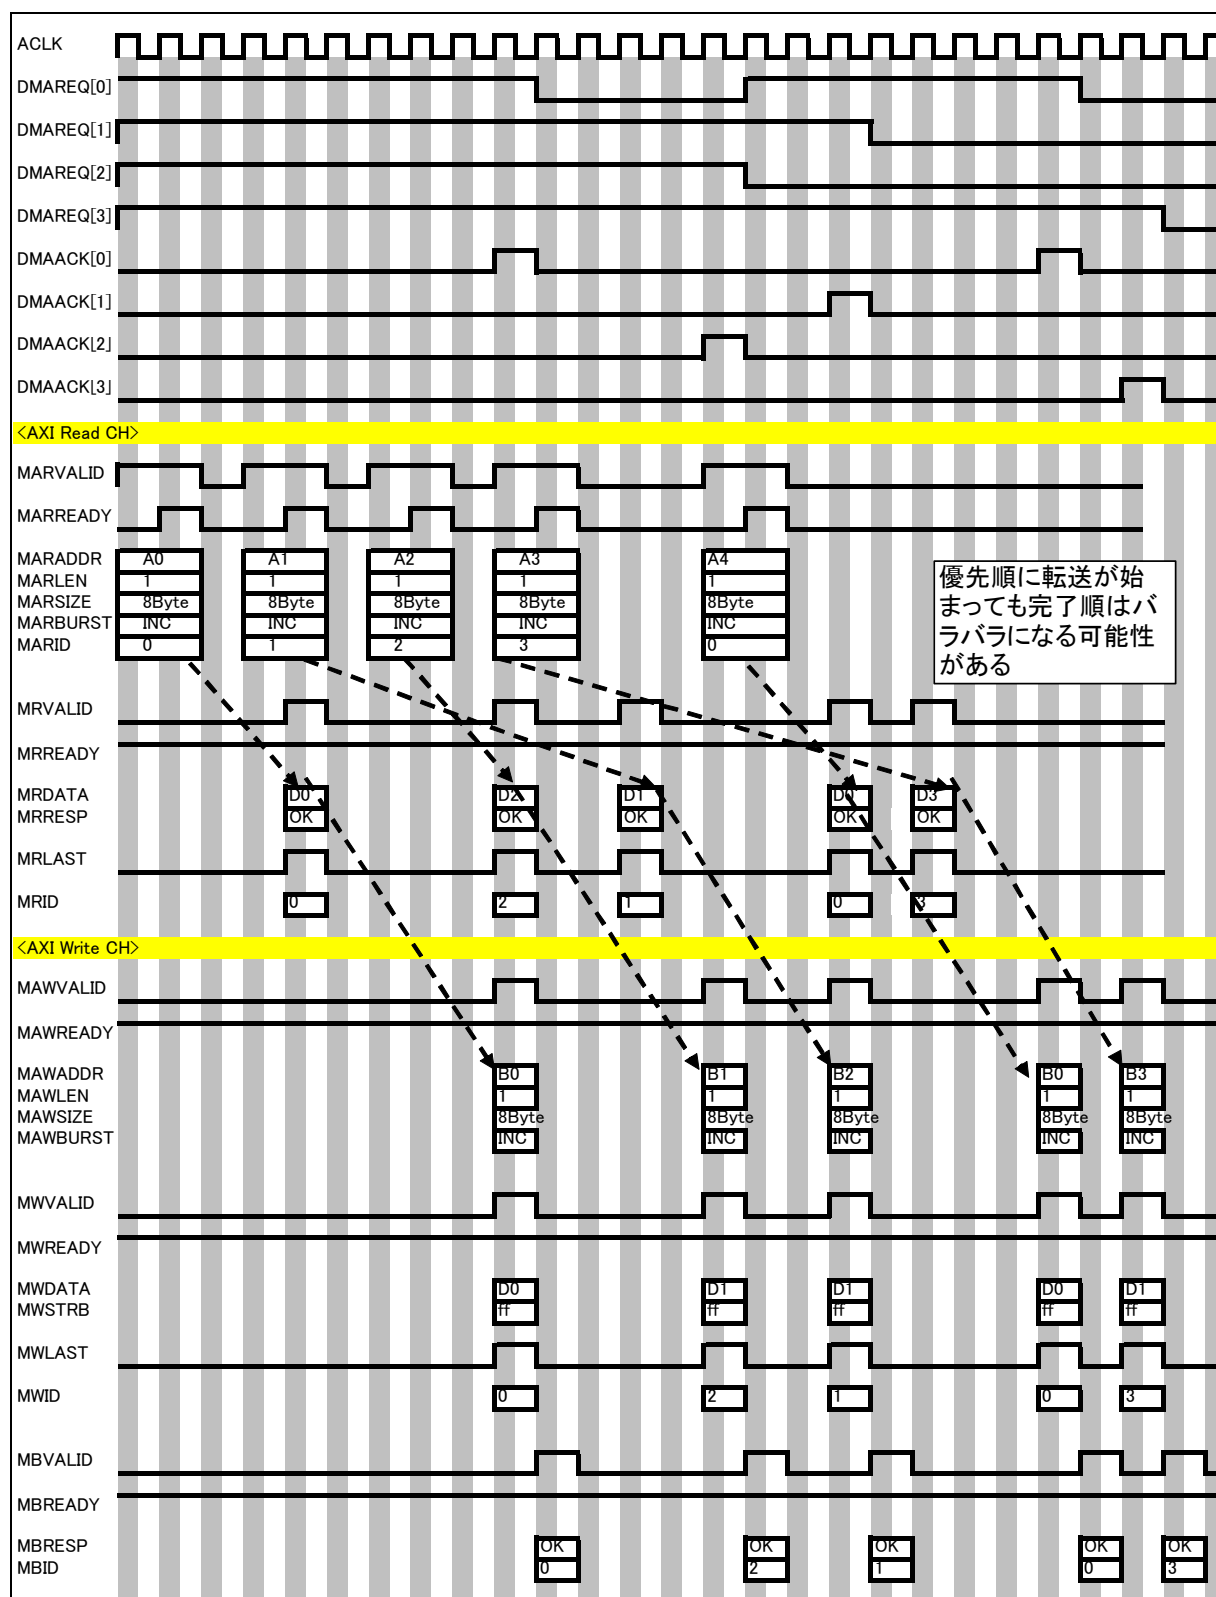 ACLK
DMAREQ[0]
DMAREQ[1]
DMAREQ[2]
DMAREQ[3]
DMAACK[0]
DMAACK[1]
DMAACK[2]
DMAACK[3]
<AXI Read CH>
MARVALID
MARREADY
MARADDR A0 A1 A2 A3 A4
MARLEN 1 1 1 1 1
MARSIZE 8Byte 8Byte 8Byte 8Byte 8Byte
MARBURST INC INC INC INC INC
MARID 0 1 2 3 0
優先順に転送が始
まっても完了順はバ
ラバラになる可能性
がある
MRVALID
MRREADY
MRDATA D0 D2 D1 D0 D3
MRRESP OK OK OK OK OK
MRLAST
MRID 0 2 1 0 3
<AXI Write CH>
MAWVALID
MAWREADY
MAWADDR B0 B1 B2 B0 B3
MAWLEN 1 1 1 1 1
MAWSIZE 8Byte 8Byte 8Byte 8Byte 8Byte
MAWBURST INC INC INC INC INC
MWVALID
MWREADY
MWDATA D0 D1 D1 D0 D1
MWSTRB ff ff ff ff ff
MWLAST
MWID 0 2 1 0 3
MBVALID
MBREADY
MBRESP OK OK OK OK OK
MBID 0 2 1 0 3